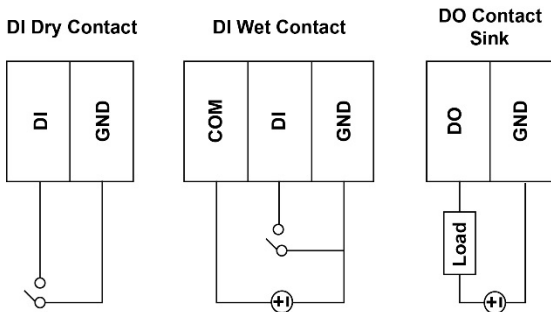 DI Dry Contact
DI
GND
DI Wet Contact
COM
DI
GND
DO Contact
Sink
DO
GND
Load